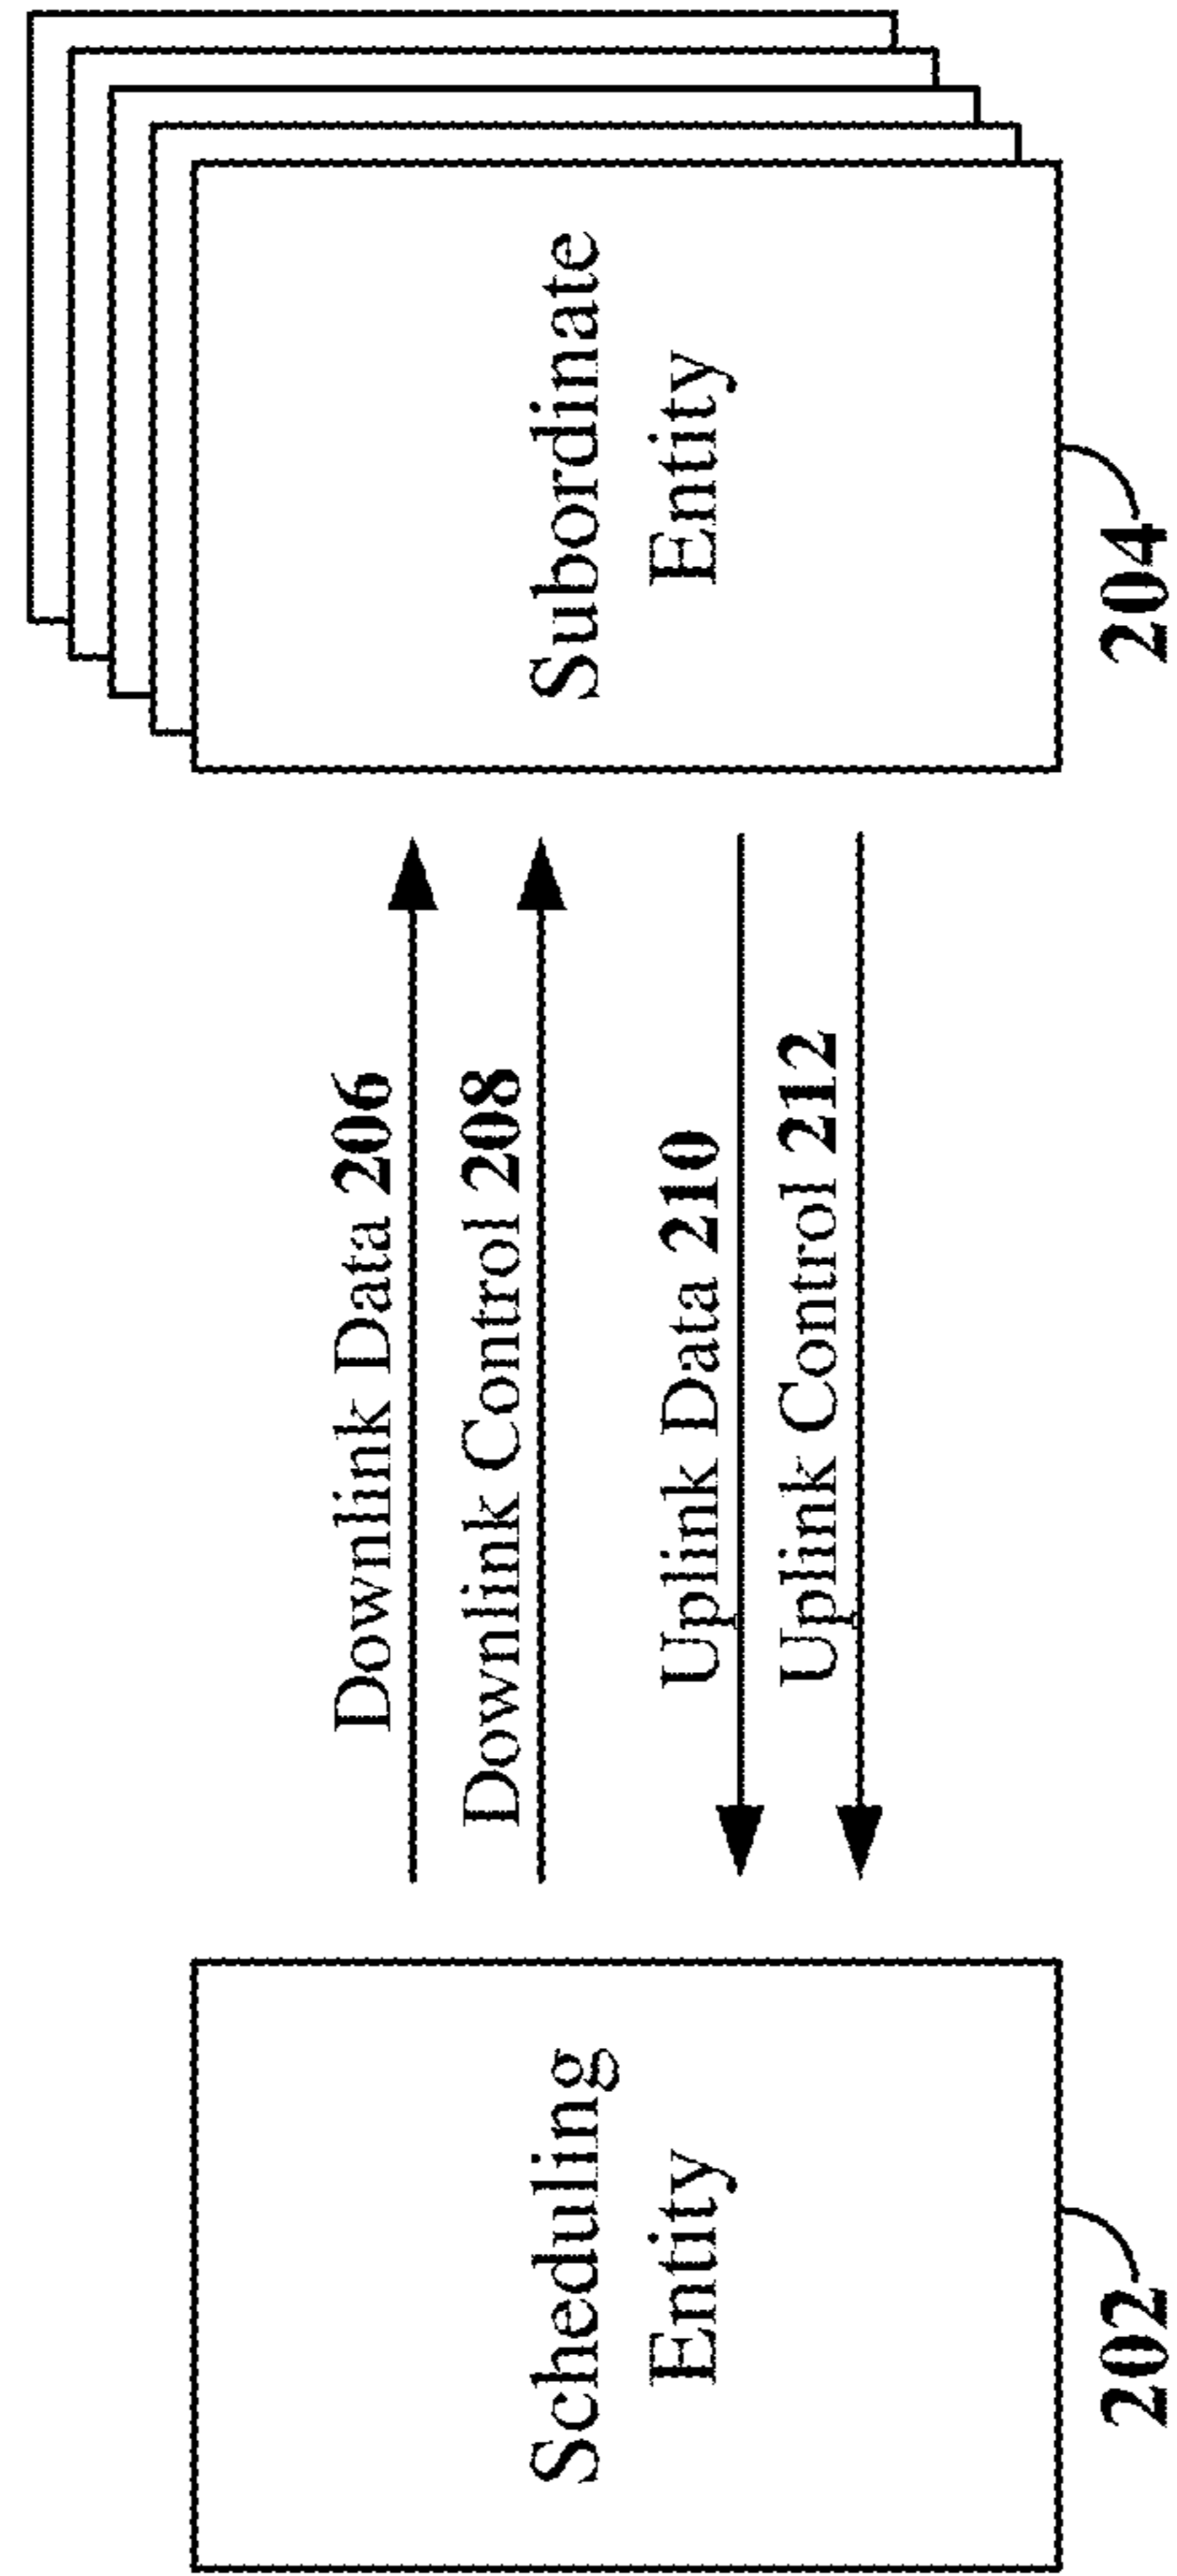 Scheduling
Entity
202
Downlink Data 206
Downlink Control 208
Uplink Data 210
Uplink Control 212
Subordinate
Entity
204